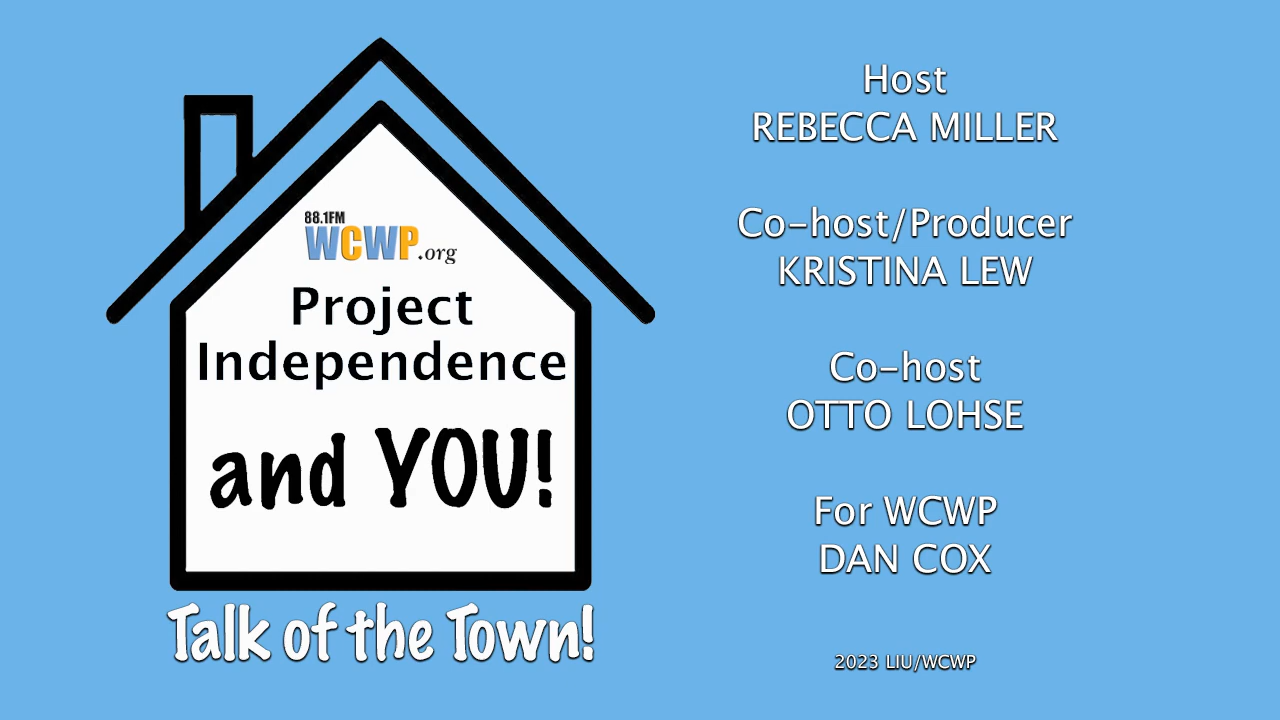 88.1FM
WCWP.org
Project
Independence
and YOU!
Talk of the Town!
Host
REBECCA MILLER
Co-host/Producer
KRISTINA LEW
Co-host
OTTO LOHSE
For WCWP
DAN COX
2023 LIU/WCWP